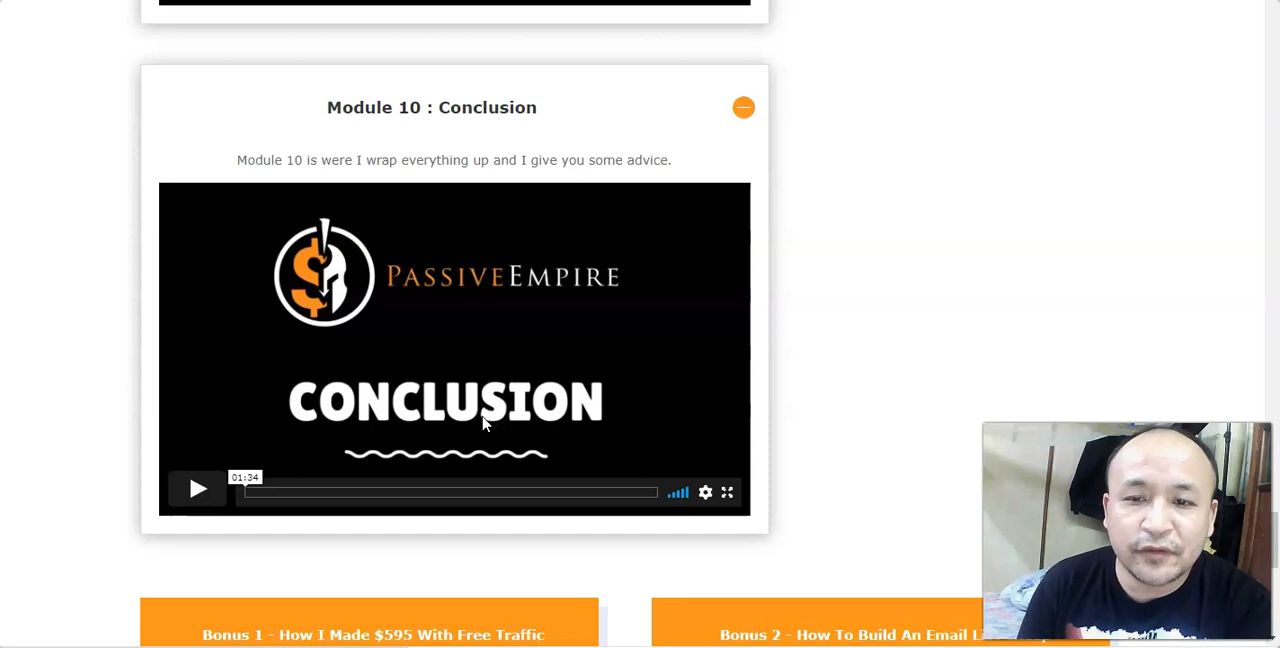 Module 10 : Conclusion
Module 10 is were I wrap everything up and I give you some advice.
PASSIVEEMPIRE
CONCLUSION
01:34
Bonus 1 - How I Made $595 With Free Traffic
Bonus 2 - How To Build An Email